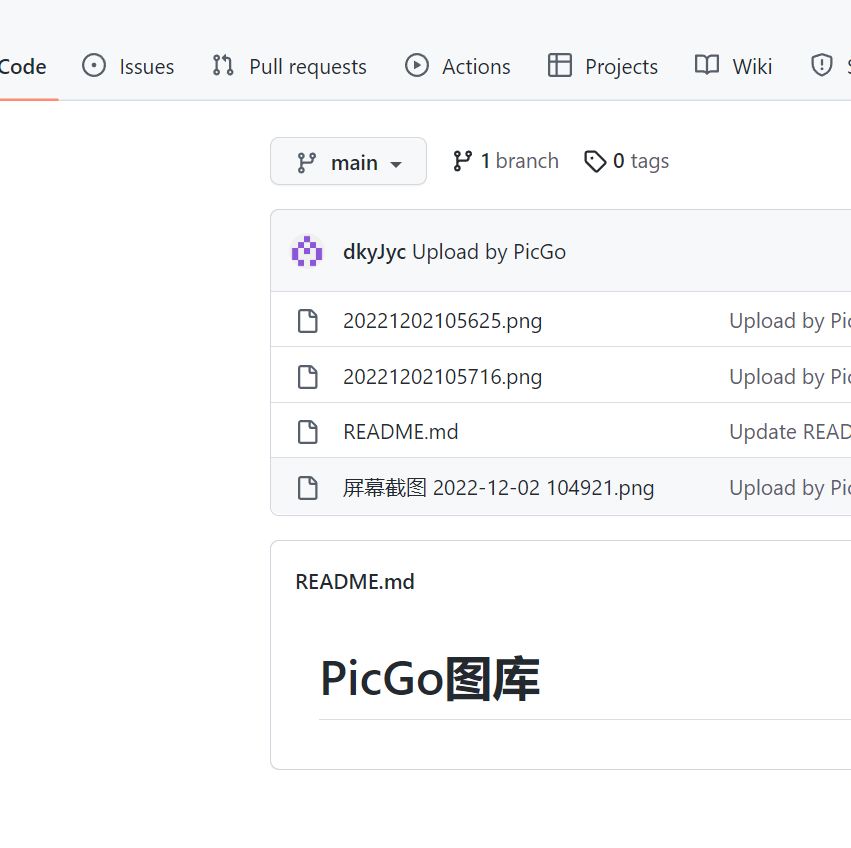 Code Issues Pull requests Actions Projects Wiki
main 1 branch 0 tags
dkyJyc Upload by PicGo
20221202105625.png Upload by Pic
20221202105716.png Upload by Pic
README.md Update READ
屏幕截图 2022-12-02 104921.png Upload by Pic
README.md
PicGo图库